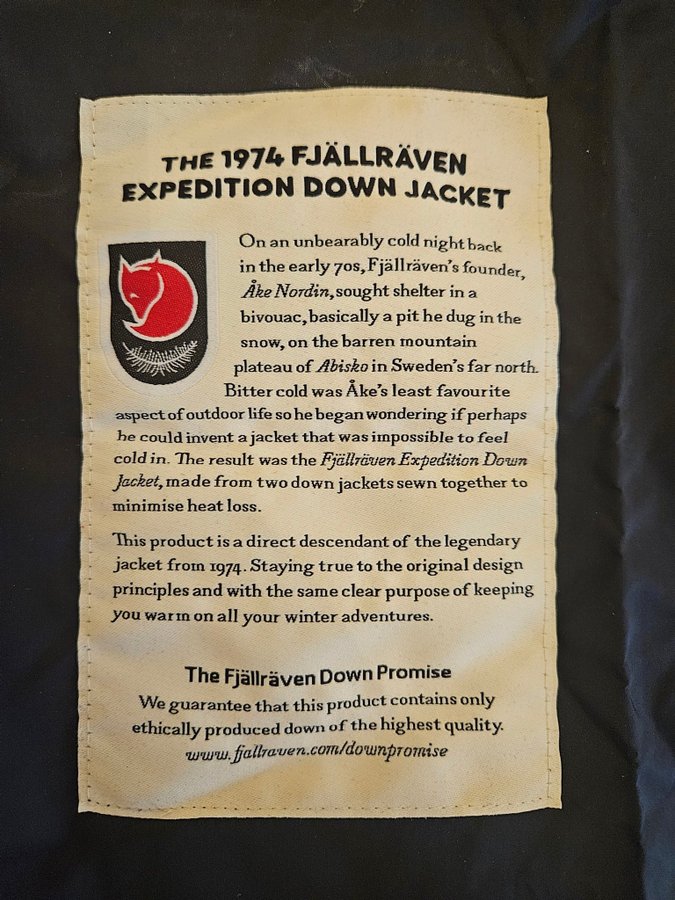 THE 1974 FJÄLLRÄVEN
EXPEDITION DOWN JACKET
On an unbearably cold night back
in the early 70s, Fjällräven's founder,
Åke Nordin, sought shelter in a
bivouac, basically a pit he dug in the
snow, on the barren mountain
plateau of Abisko in Sweden's far north.
Bitter cold was Åke's least favourite
aspect of outdoor life so he began wondering if perhaps
he could invent a jacket that was impossible to feel
cold in. The result was the Fjällräven Expedition Down
Jacket, made from two down jackets sewn together to
minimise heat loss.
This product is a direct descendant of the legendary
jacket from 1974. Staying true to the original design
principles and with the same clear purpose of keeping
you warm on all your winter adventures.
The Fjällräven Down Promise
We guarantee that this product contains only
ethically produced down of the highest quality.
www.fjallraven.com/downpromise